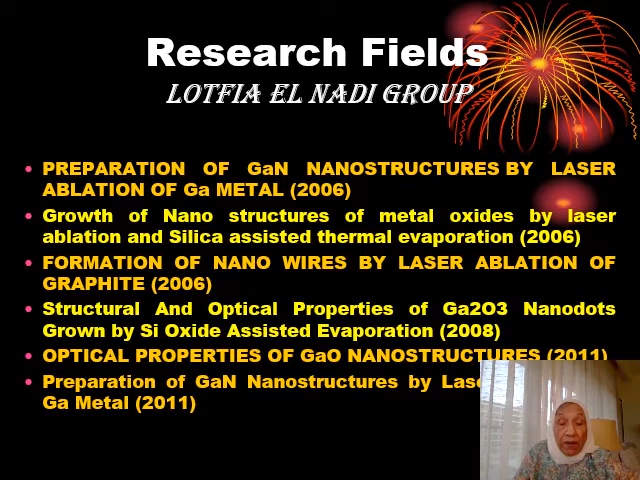 Research Fields
LOTFIA EL NADI GROUP
• PREPARATION OF GaN NANOSTRUCTURES BY LASER
ABLATION OF Ga METAL (2006)
• Growth of Nano structures of metal oxides by laser
ablation and Silica assisted thermal evaporation (2006)
• FORMATION OF NANO WIRES BY LASER ABLATION OF
GRAPHITE (2006)
• Structural And Optical Properties of Ga2O3 Nanodots
Grown by Si Oxide Assisted Evaporation (2008)
• OPTICAL PROPERTIES OF GaO NANOSTRUCTURES (2011)
• Preparation of GaN Nanostructures by
Ga Metal (2011)